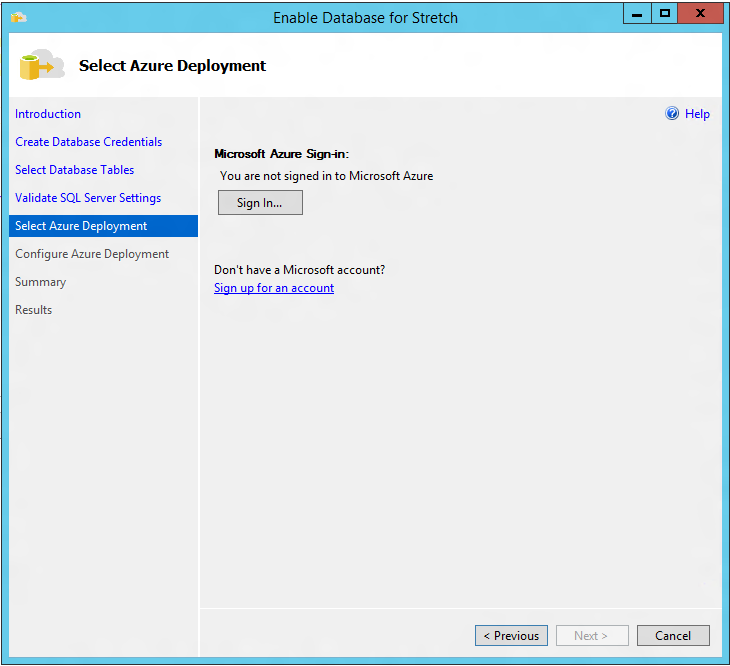 Enable Database for Stretch
Select Azure Deployment
Introduction
Create Database Credentials
Select Database Tables
Validate SQL Server Settings
Select Azure Deployment
Configure Azure Deployment
Summary
Results
Help
Microsoft Azure Sign-in:
You are not signed in to Microsoft Azure
Sign In...
Don't have a Microsoft account?
Sign up for an account
< Previous
Next >
Cancel